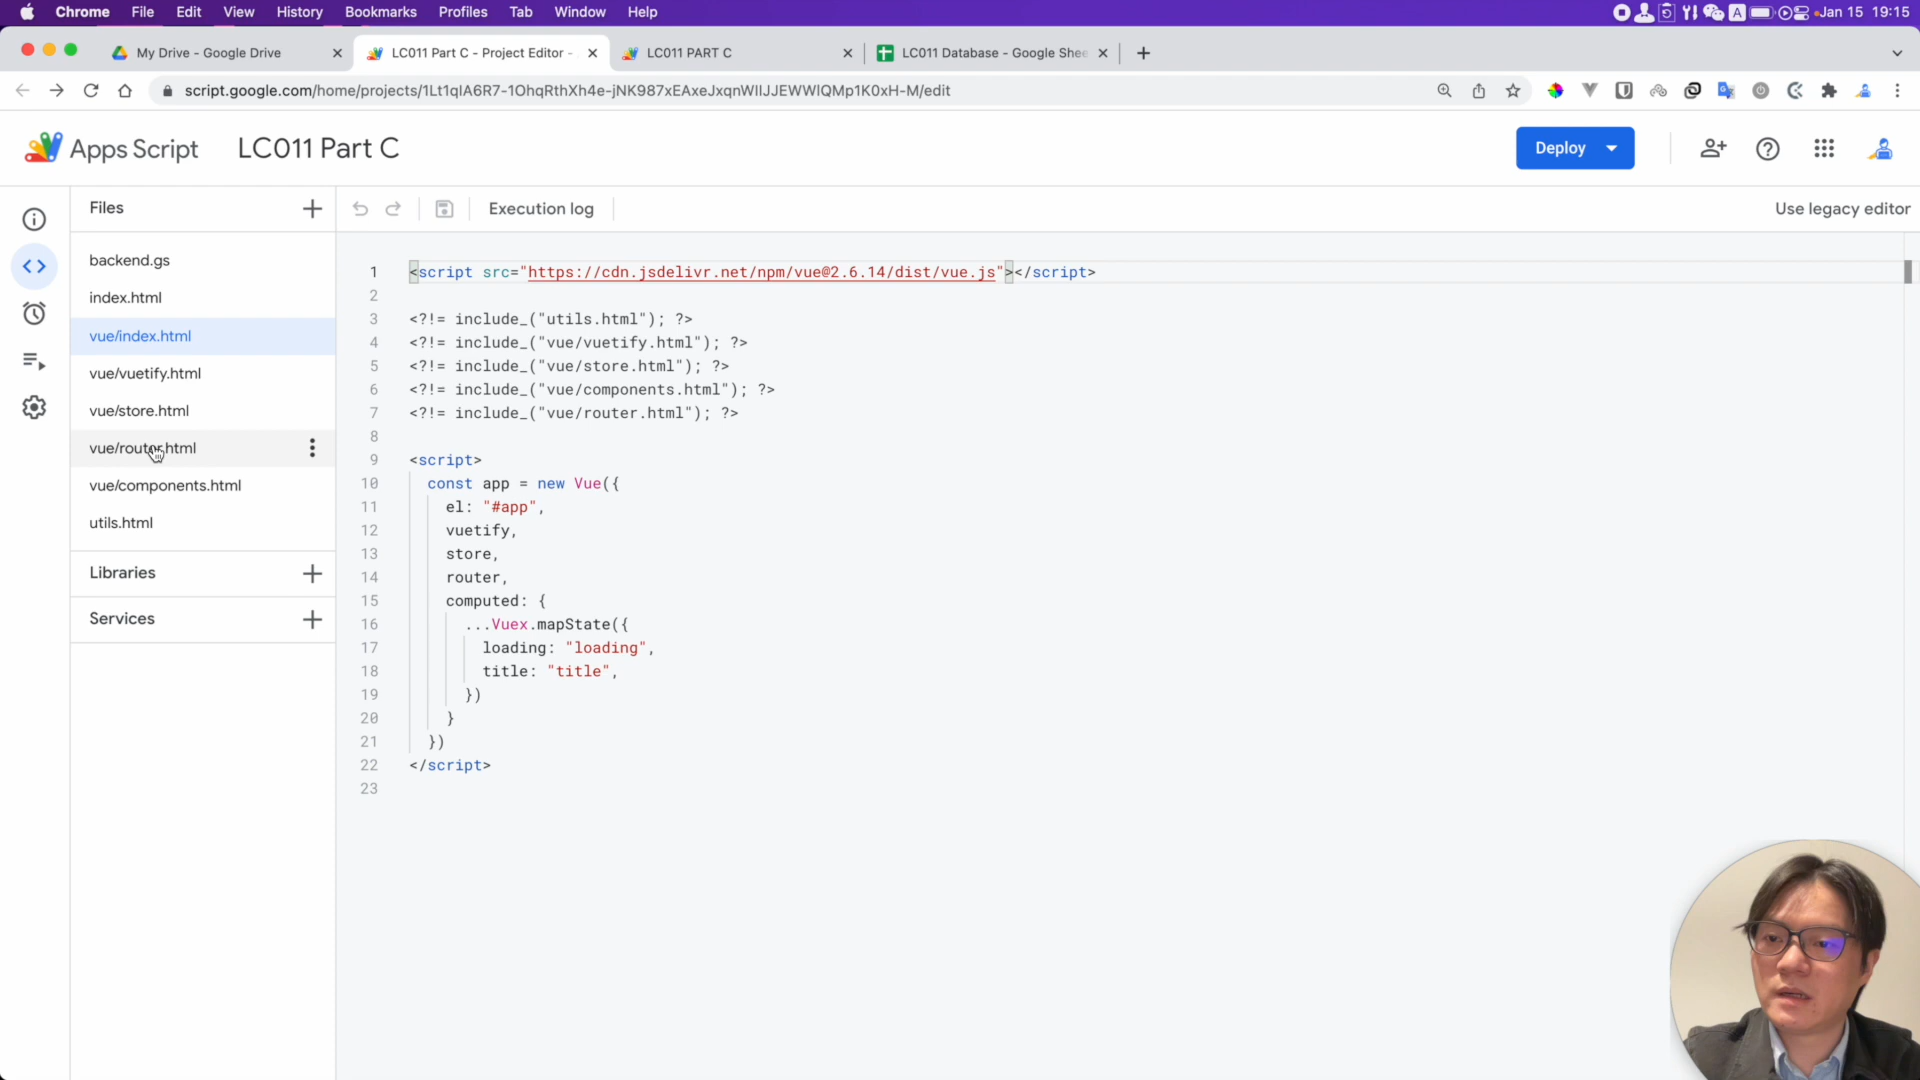 Chrome File Edit View History Bookmarks Profiles Tab Window Help A Jan 15 19:15
My Drive - Google Drive LC011 Part C - Project Editor - LC011 PART C LC011 Database - Google Shee
script.google.com/home/projects/1Lt1qIA6R7-1OhqRthXh4e-jNK987xEAxeJxqnWIIJJEWWIQMp1K0xH-M/edit
Apps Script LC011 Part C Deploy
Files Execution log Use legacy editor
backend.gs
index.html
vue/index.html
vue/vuetify.html
vue/store.html
vue/router.html
vue/components.html
utils.html
Libraries
Services
1 <script src="https://cdn.jsdelivr.net/npm/vue@2.6.14/dist/vue.js"></script>
2
3 <?!= include_("utils.html"); ?>
4 <?!= include_("vue/vuetify.html"); ?>
5 <?!= include_("vue/store.html"); ?>
6 <?!= include_("vue/components.html"); ?>
7 <?!= include_("vue/router.html"); ?>
8
9 <script>
10 const app = new Vue({
11 el: "#app",
12 vuetify,
13 store,
14 router,
15 computed: {
16 ...Vuex.mapState({
17 loading: "loading",
18 title: "title",
19 })
20 }
21 })
22 </script>
23